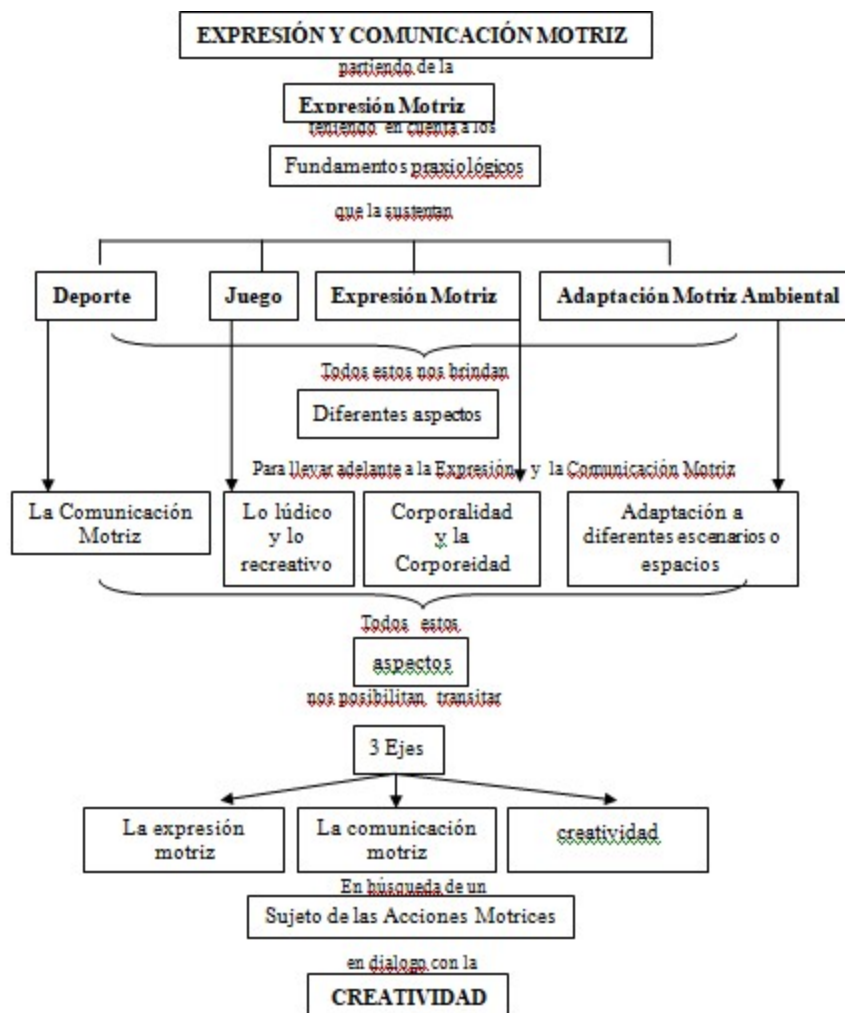 EXPRESIÓN Y COMUNICACIÓN MOTRIZ
partiendo de la
Expresión Motriz
teniendo en cuenta a los
Fundamentos praxiológicos
que la sustentan
Deporte
Juego
Expresión Motriz
Adaptación Motriz Ambiental
Todos estos nos brindan
Diferentes aspectos
Para llevar adelante a la Expresión y la Comunicación Motriz
La Comunicación
Motriz
Lo lúdico
y lo
recreativo
Corporalidad
y la
Corporeidad
Adaptación a
diferentes escenarios o
espacios
Todos estos
aspectos
nos posibilitan transitar
3 Ejes
La expresión
motriz
La comunicación
motriz
creatividad
En búsqueda de un
Sujeto de las Acciones Motrices
en dialogo con la
CREATIVIDAD